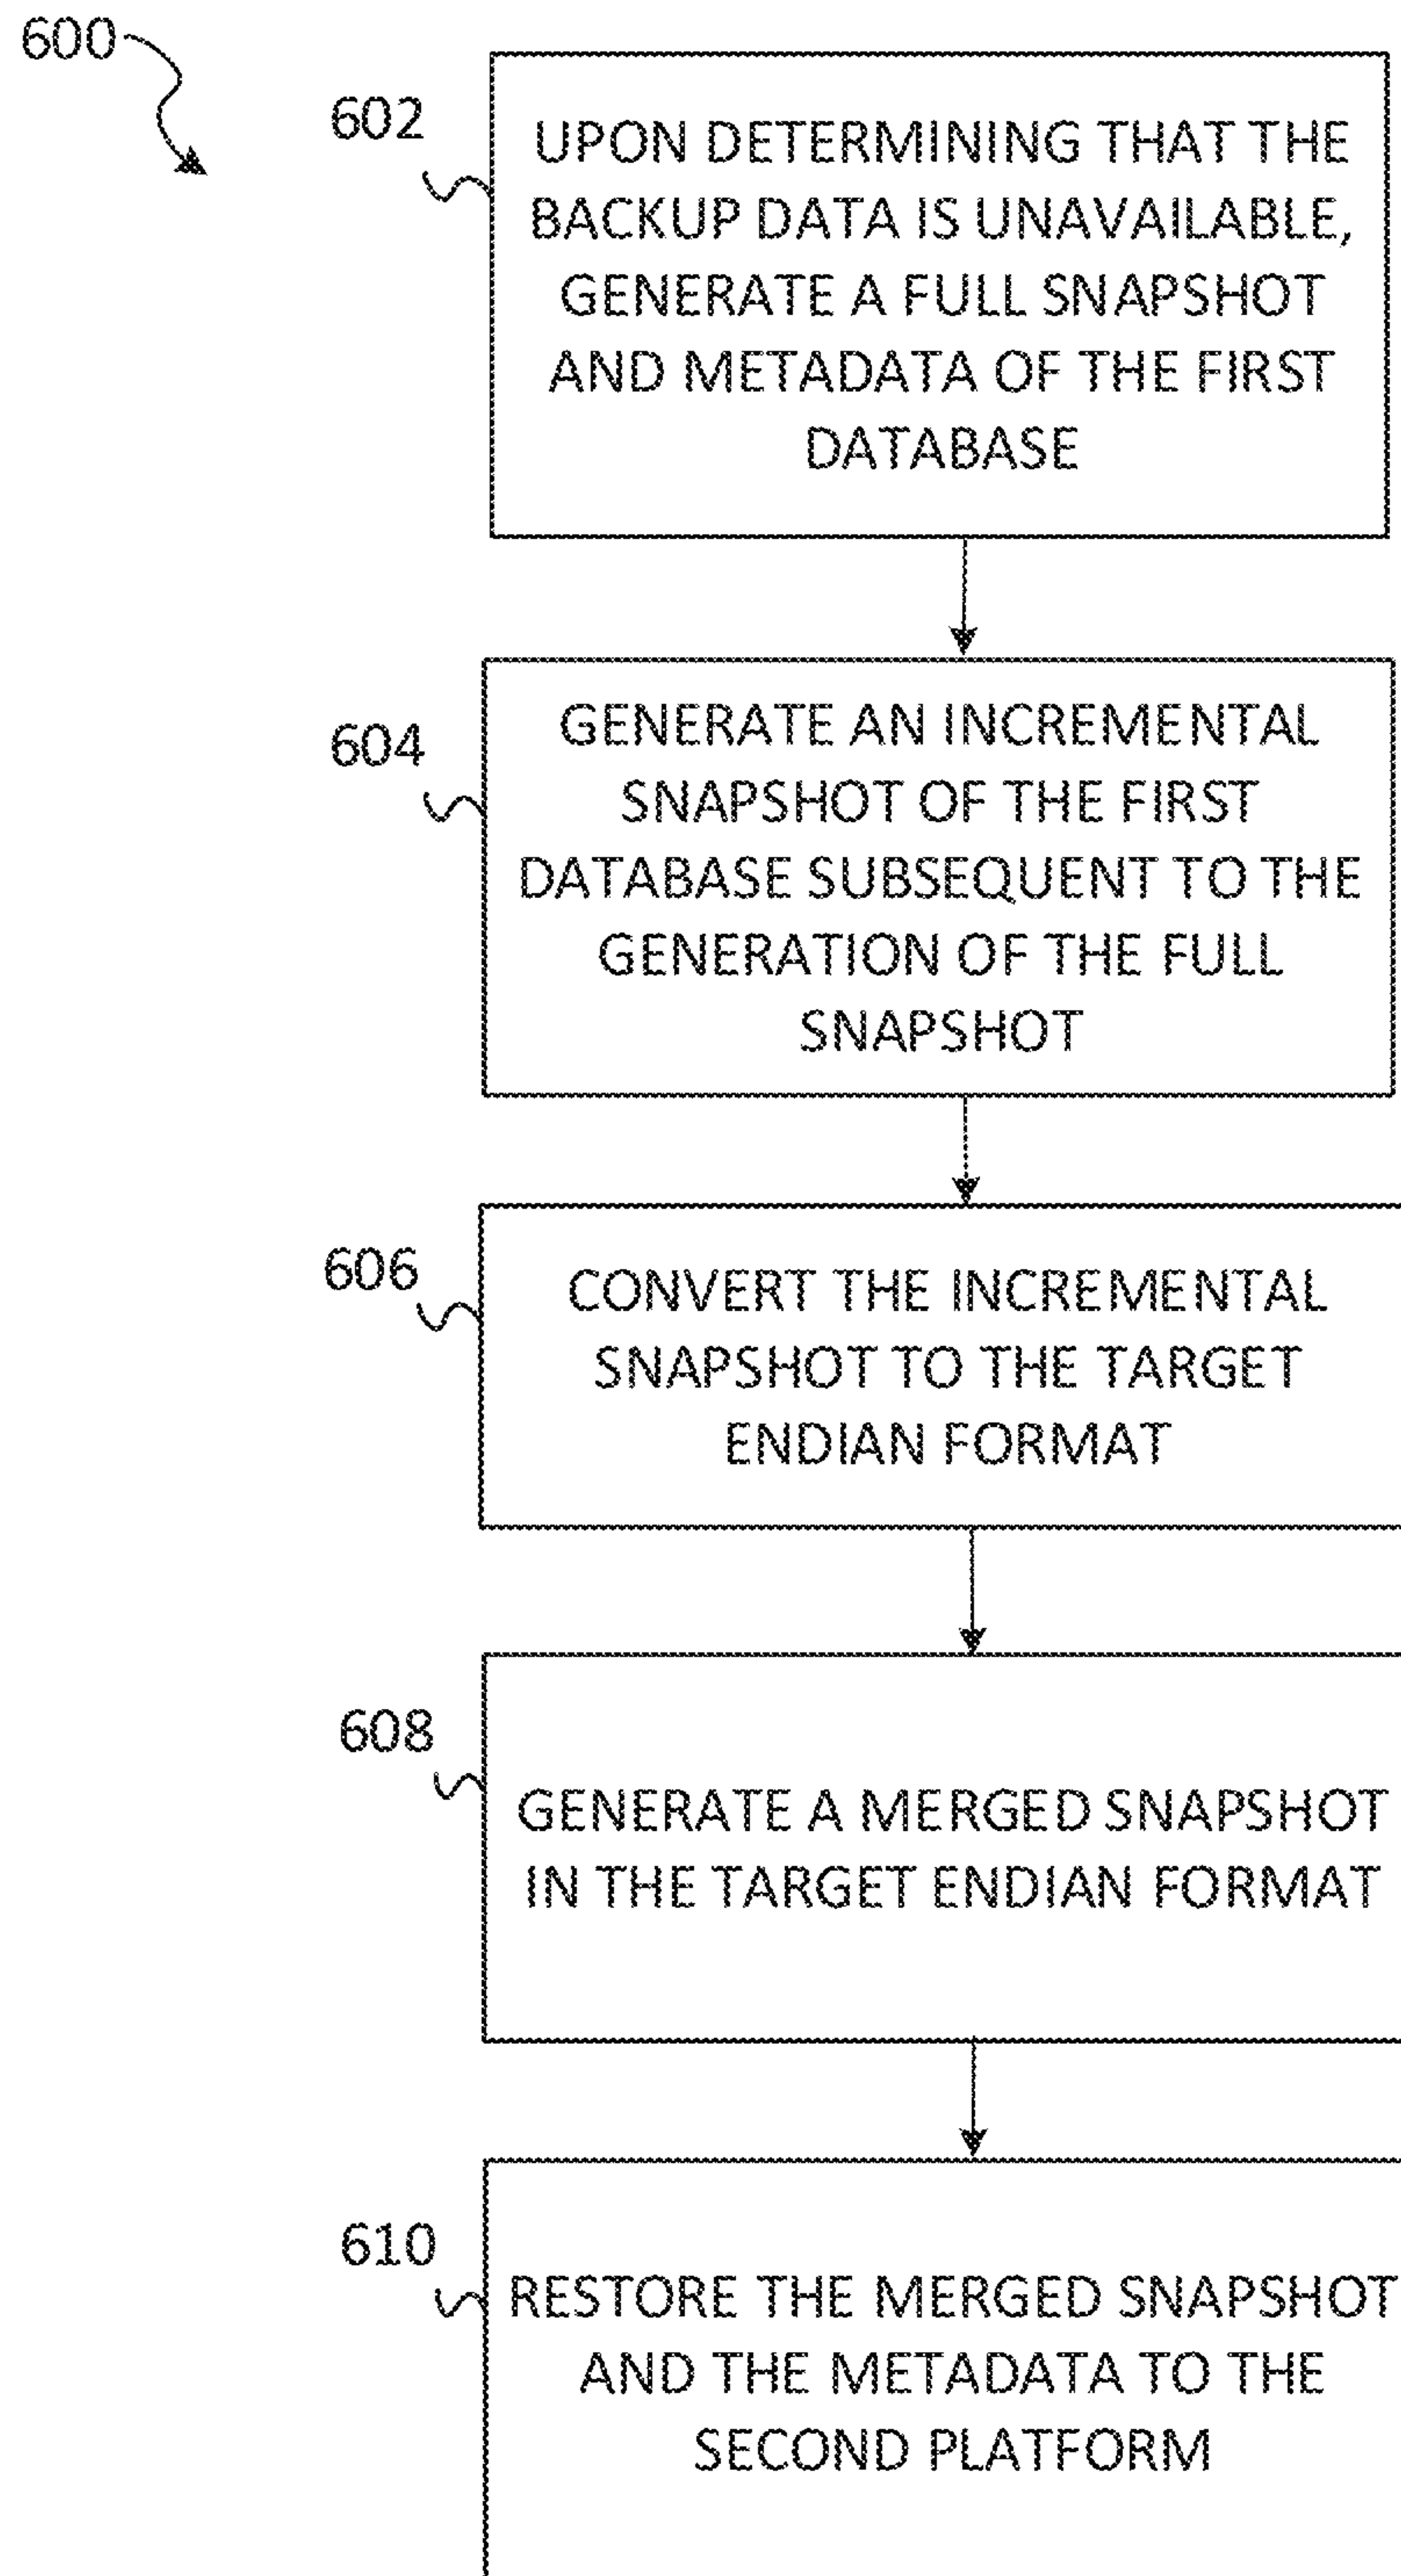 600
602
UPON DETERMINING THAT THE
BACKUP DATA IS UNAVAILABLE,
GENERATE A FULL SNAPSHOT
AND METADATA OF THE FIRST
DATABASE
604
GENERATE AN INCREMENTAL
SNAPSHOT OF THE FIRST
DATABASE SUBSEQUENT TO THE
GENERATION OF THE FULL
SNAPSHOT
606
CONVERT THE INCREMENTAL
SNAPSHOT TO THE TARGET
ENDIAN FORMAT
608
GENERATE A MERGED SNAPSHOT
IN THE TARGET ENDIAN FORMAT
610
RESTORE THE MERGED SNAPSHOT
AND THE METADATA TO THE
SECOND PLATFORM